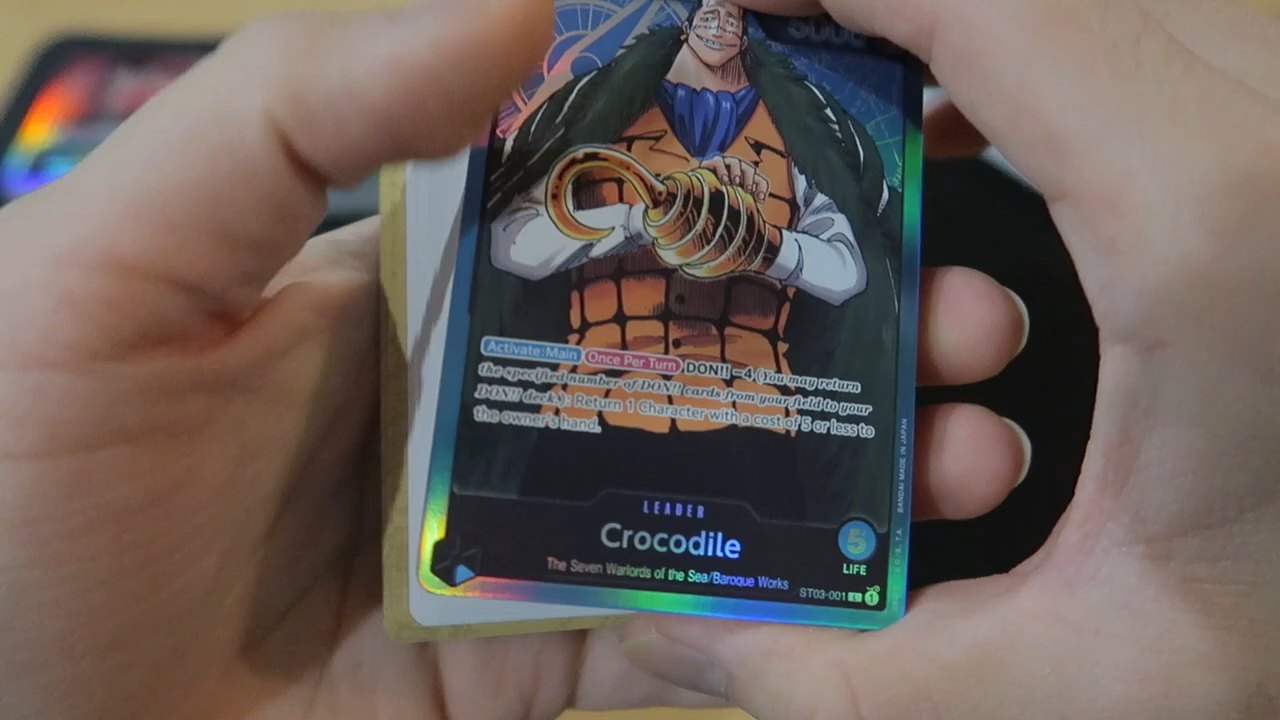 Activate:Main Once Per Turn DON!! −4 (You may return
the specified number of DON!! cards from your field to your
DON!! deck.): Return 1 Character with a cost of 5 or less to
the owner's hand.
LEADER
Crocodile
5
LIFE
The Seven Warlords of the Sea/Baroque Works
ST03-001 L 1
BANDAI MADE IN JAPAN